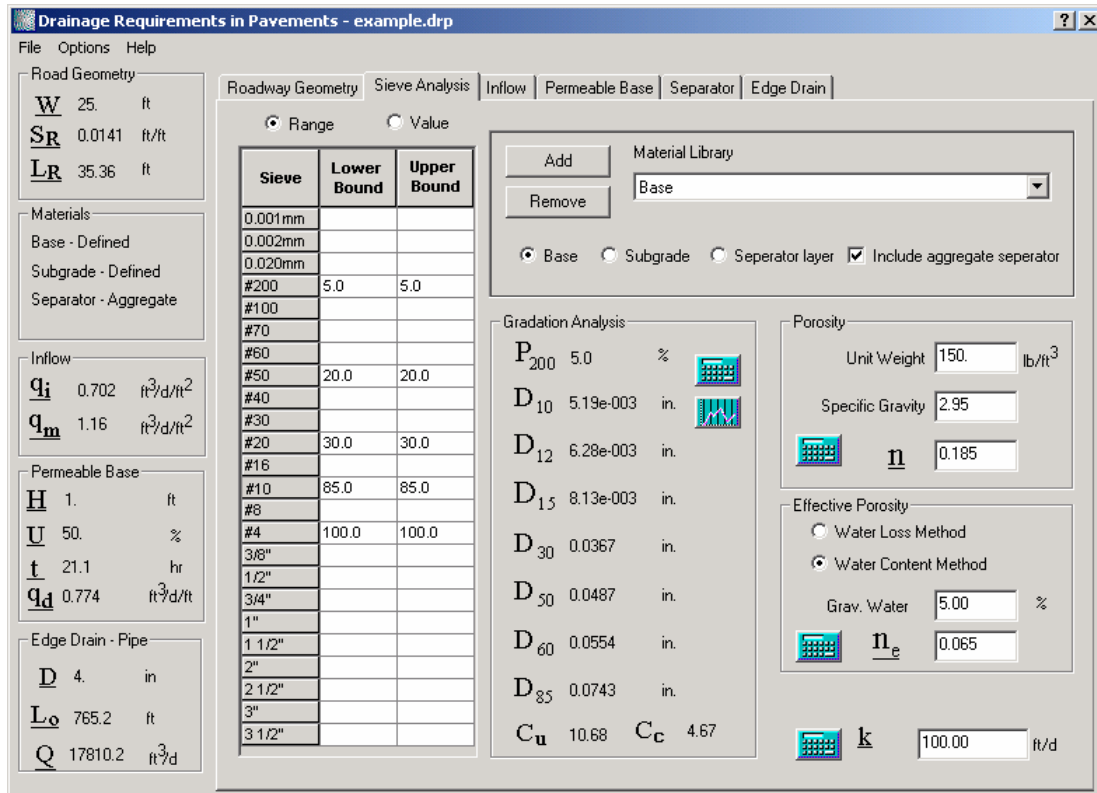 Drainage Requirements in Pavements - example.drp
File Options Help
Road Geometry
W 25. ft
SR 0.0141 ft/ft
LR 35.36 ft
Materials
Base - Defined
Subgrade - Defined
Separator - Aggregate
Inflow
qi 0.702 ft3/d/ft2
qm 1.16 ft3/d/ft2
Permeable Base
H 1. ft
U 50. %
t 21.1 hr
qd 0.774 ft3/d/ft
Edge Drain - Pipe
D 4. in
Lo 765.2 ft
Q 17810.2 ft3/d
Roadway Geometry Sieve Analysis Inflow Permeable Base Separator Edge Drain
Range Value
Sieve Lower Bound Upper Bound
0.001mm
0.002mm
0.020mm
#200 5.0 5.0
#100
#70
#60
#50 20.0 20.0
#40
#30
#20 30.0 30.0
#16
#10 85.0 85.0
#8
#4 100.0 100.0
3/8"
1/2"
3/4"
1"
1 1/2"
2"
2 1/2"
3"
3 1/2"
Add
Remove
Material Library
Base
Base Subgrade Seperator layer Include aggregate seperator
Gradation Analysis
P200 5.0 %
D10 5.19e-003 in.
D12 6.28e-003 in.
D15 8.13e-003 in.
D30 0.0367 in.
D50 0.0487 in.
D60 0.0554 in.
D85 0.0743 in.
Cu 10.68 Cc 4.67
Porosity
Unit Weight 150. lb/ft3
Specific Gravity 2.95
n 0.185
Effective Porosity
Water Loss Method
Water Content Method
Grav. Water 5.00 %
ne 0.065
k 100.00 ft/d